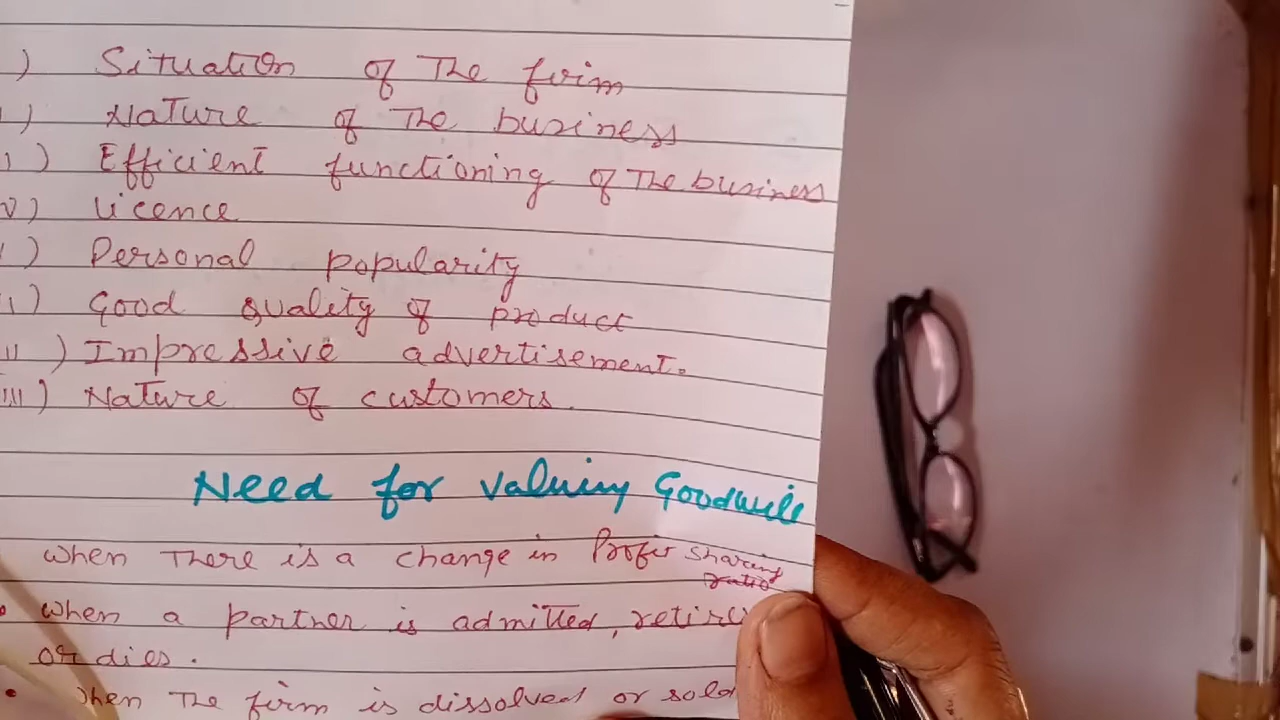 ) Situation of The firm
) Nature of The business
) Efficient functioning of The business
v) Licence
) Personal popularity
i) Good Quality of product
ii) Impressive advertisement.
iii) Nature of customers.
Need for Valuing Goodwill
When There is a change in Profit sharing
ratio
• When a partner is admitted, retires
or dies.
• When The firm is dissolved or sold